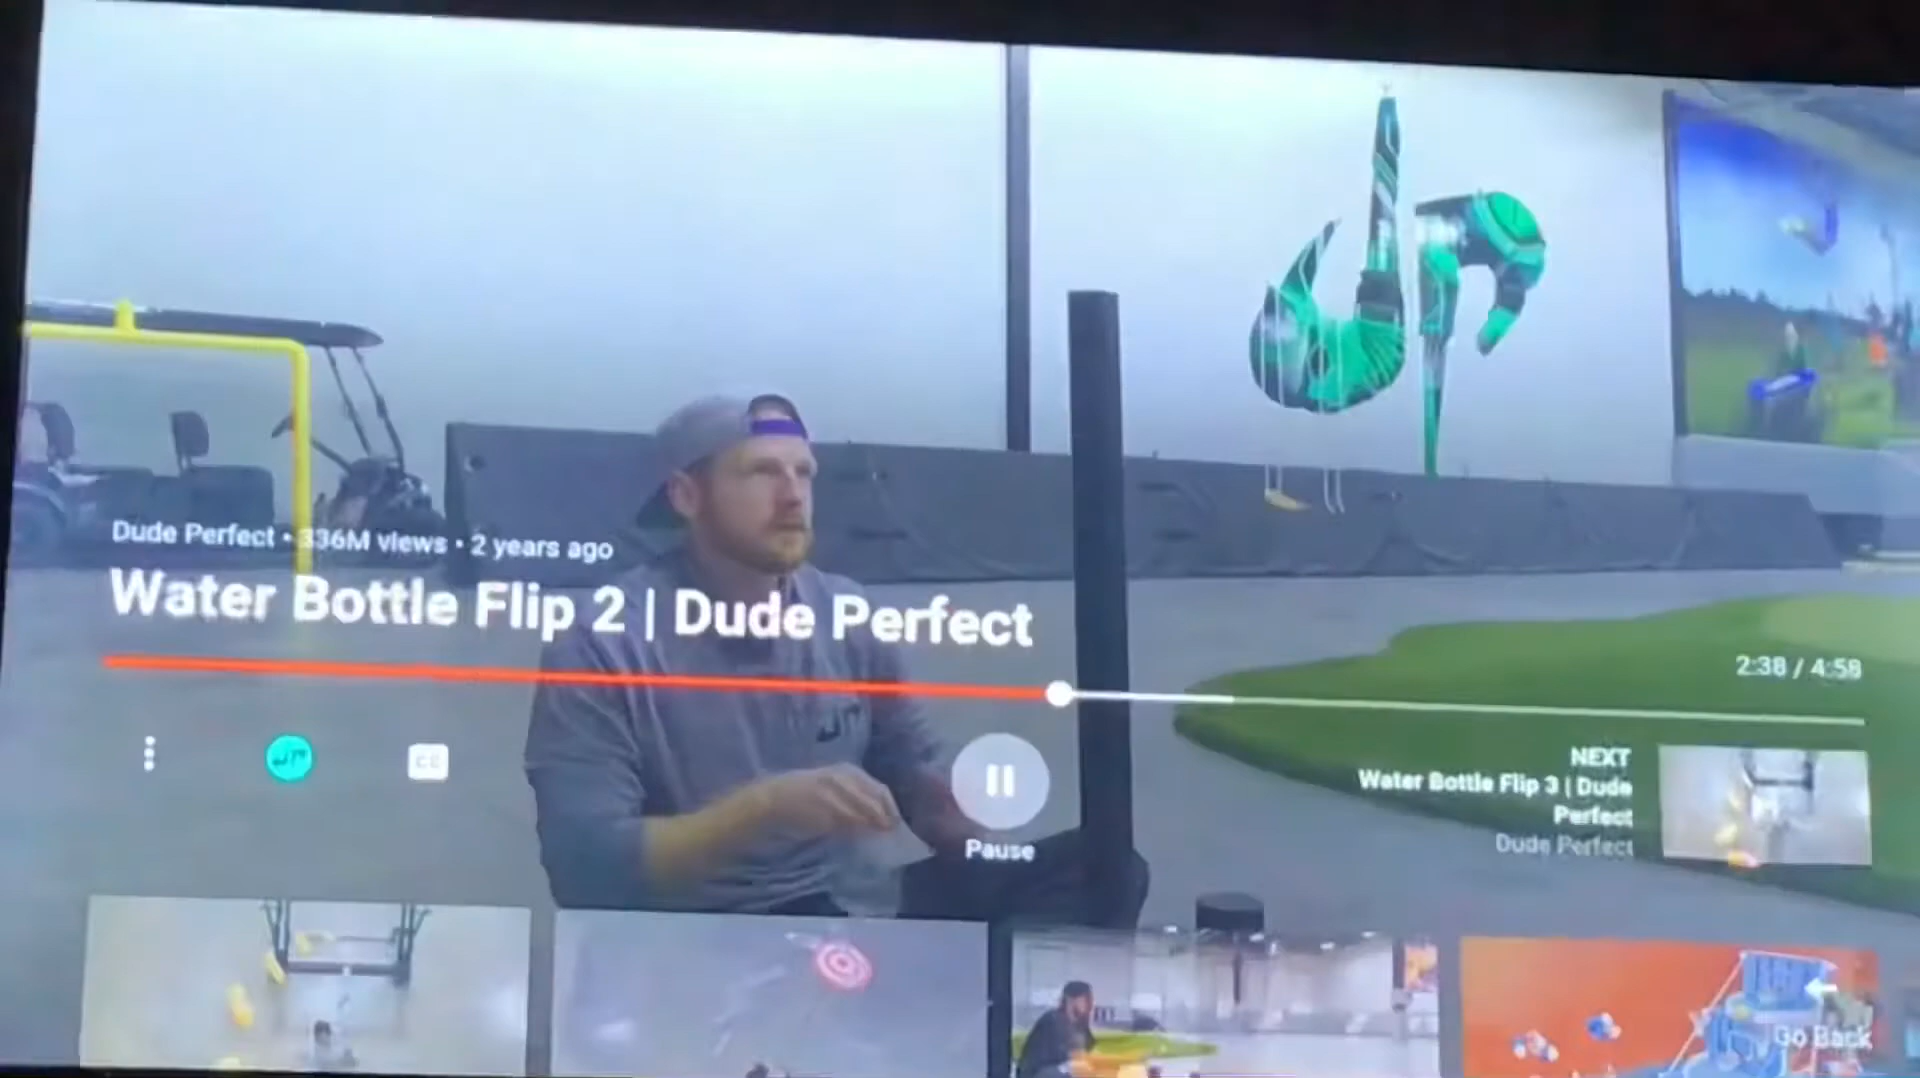 Dude Perfect • 336M views • 2 years ago
Water Bottle Flip 2 | Dude Perfect
2:38 / 4:58
CC
NEXT
Water Bottle Flip 3 | Dude
Perfect
Dude Perfect
Pause
Go Back